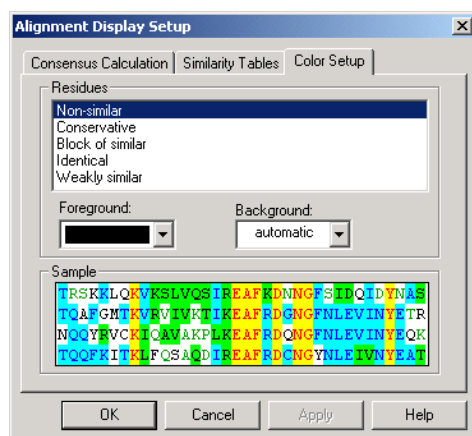 Alignment Display Setup
Consensus Calculation Similarity Tables Color Setup
Residues
Non-similar
Conservative
Block of similar
Identical
Weakly similar
Foreground: Background:
automatic
Sample
TRSKKLQKVKSLVQSIREAFKDNNGFSIDQIDYNAS
TQAFGMTKVRVIVKTIKEAFRDGNGFNLEVINYETR
NQQYRVCKIQAVAKPLKEAFRDQNGFNLEVINYEQK
TQQFKITKLFQSAQDIREAFRDCNGYNLEIVNYEAT
OK Cancel Apply Help